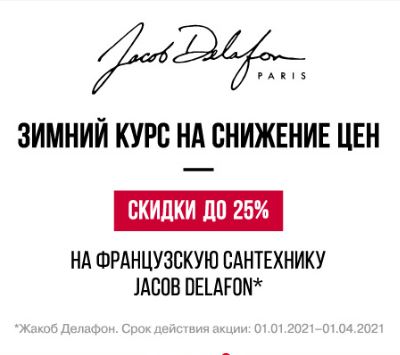 Jacob Delafon
PARIS
ЗИМНИЙ КУРС НА СНИЖЕНИЕ ЦЕН
СКИДКИ ДО 25%
НА ФРАНЦУЗСКУЮ САНТЕХНИКУ
JACOB DELAFON*
*Жакоб Делафон. Срок действия акции: 01.01.2021–01.04.2021